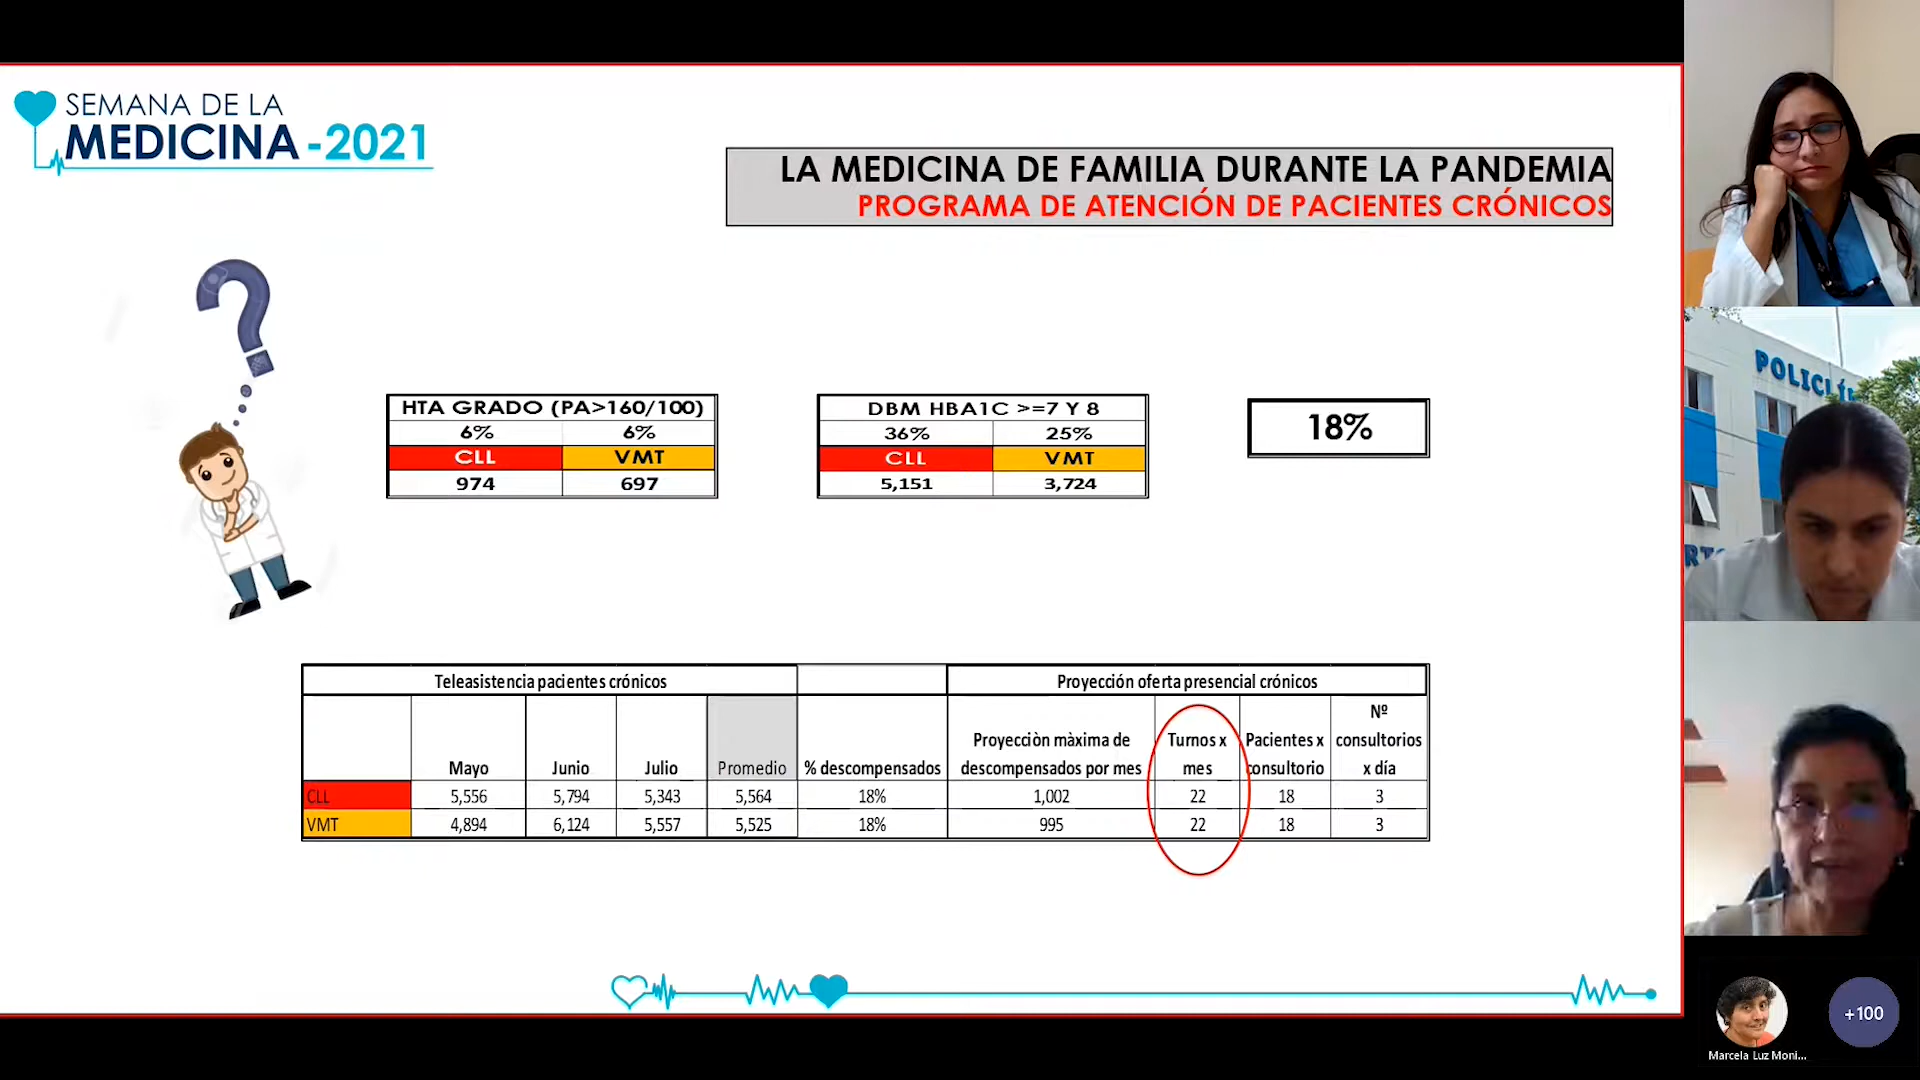 SEMANA DE LA
MEDICINA -2021
LA MEDICINA DE FAMILIA DURANTE LA PANDEMIA
PROGRAMA DE ATENCIÓN DE PACIENTES CRÓNICOS
HTA GRADO (PA>160/100)
6% 6%
CLL VMT
974 697
DBM HBA1C >=7 Y 8
36% 25%
CLL VMT
5,151 3,724
18%
Teleasistencia pacientes crónicos Proyección oferta presencial crónicos
Mayo Junio Julio Promedio % descompensados Proyecciòn màxima de descompensados por mes Turnos x mes Pacientes x consultorio Nº consultorios x día
CLL 5,556 5,794 5,343 5,564 18% 1,002 22 18 3
VMT 4,894 6,124 5,557 5,525 18% 995 22 18 3
POLICLÍ
Marcela Luz Moni...
+100